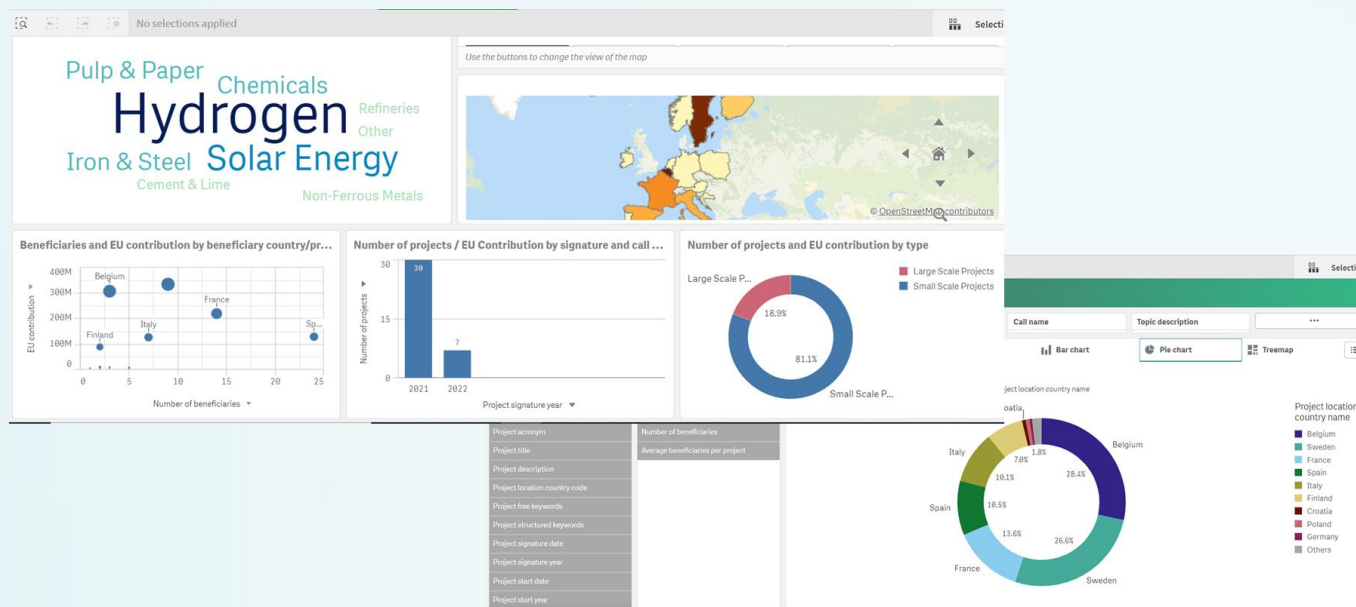 No selections applied
Selecti
Pulp & Paper
Chemicals
Hydrogen
Refineries
Other
Iron & Steel
Solar Energy
Cement & Lime
Non-Ferrous Metals
Use the buttons to change the view of the map
© OpenStreetMap contributors
Beneficiaries and EU contribution by beneficiary country/pr...
EU contribution
400M
300M
200M
100M
0
Belgium
France
Finland
Italy
Sp...
0 5 10 15 20 25
Number of beneficiaries
Number of projects / EU Contribution by signature and call ...
Number of projects
30
15
0
30
7
2021 2022
Project signature year
Number of projects and EU contribution by type
Large Scale P...
18.9%
81.1%
Small Scale P...
Large Scale Projects
Small Scale Projects
Selecti
Call name
Topic description
...
Bar chart
Pie chart
Treemap
ject location country name
oatia
Italy
Spain
France
Sweden
Belgium
7.0%
1.8%
10.1%
28.4%
10.5%
13.6%
26.6%
Project location
country name
Belgium
Sweden
France
Spain
Italy
Finland
Croatia
Poland
Germany
Others
Project acronym
Project title
Project description
Project location country code
Project free keywords
Project structured keywords
Project signature date
Project signature year
Project start date
Project start year
Number of beneficiaries
Average beneficiaries per project